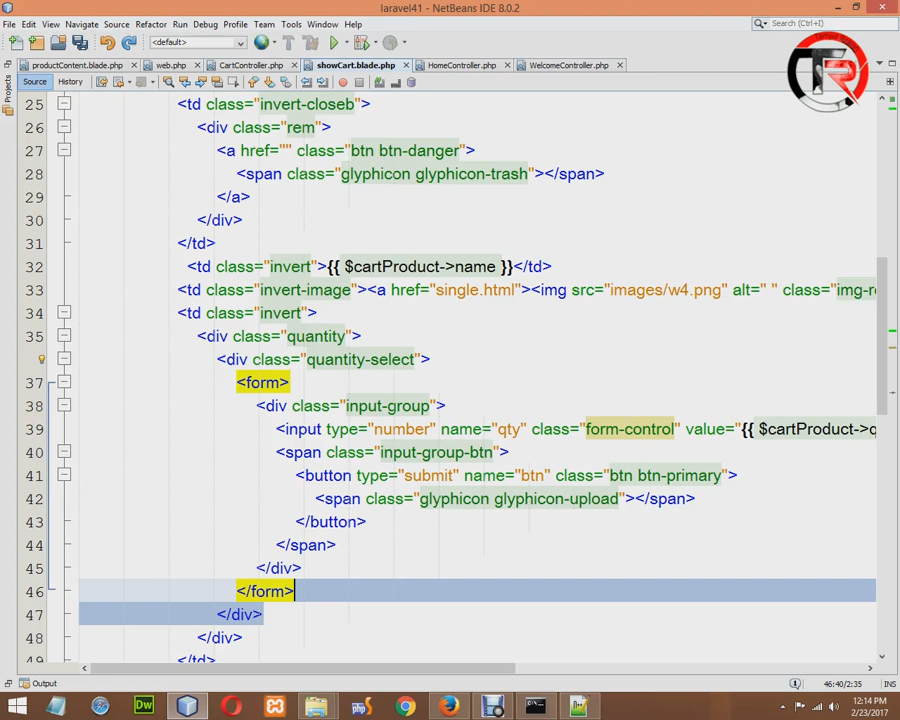 laravel41 - NetBeans IDE 8.0.2
File Edit View Navigate Source Refactor Run Debug Profile Team Tools Window Help
Search (Ctrl+I)
<default>
productContent.blade.php web.php CartController.php showCart.blade.php HomeController.php WelcomeController.php
Source History
Projects
25 <td class="invert-closeb">
26 <div class="rem">
27 <a href="" class="btn btn-danger">
28 <span class="glyphicon glyphicon-trash"></span>
29 </a>
30 </div>
31 </td>
32 <td class="invert">{{ $cartProduct->name }}</td>
33 <td class="invert-image"><a href="single.html"><img src="images/w4.png" alt=" " class="img-re
34 <td class="invert">
35 <div class="quantity">
<div class="quantity-select">
37 <form>
38 <div class="input-group">
39 <input type="number" name="qty" class="form-control" value="{{ $cartProduct->q
40 <span class="input-group-btn">
41 <button type="submit" name="btn" class="btn btn-primary">
42 <span class="glyphicon glyphicon-upload"></span>
43 </button>
44 </span>
45 </div>
46 </form>
47 </div>
48 </div>
49 </td>
Output
46:40/2:35 INS
Dw
php
12:14 PM
2/23/2017